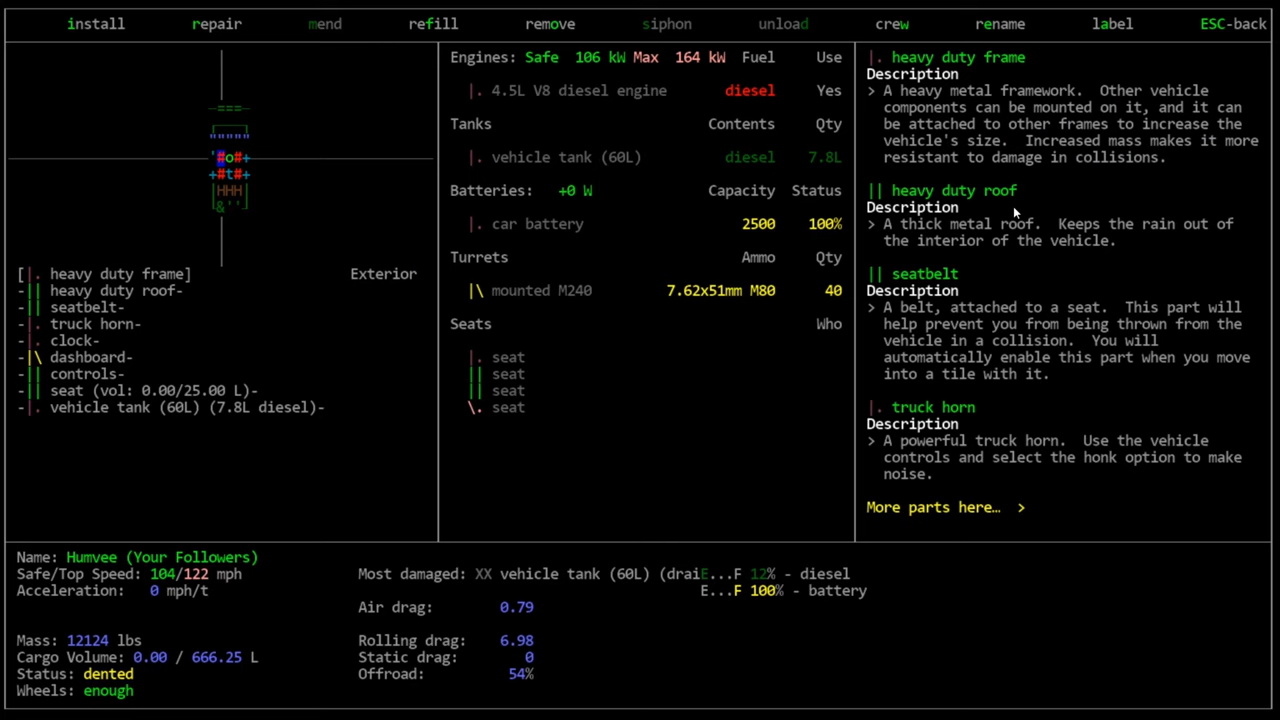 install repair mend refill remove siphon unload crew rename label ESC-back
===
"""""
'#o#+
+#t#+
|HHH|
|&''|
[|. heavy duty frame] Exterior
-|| heavy duty roof-
-|| seatbelt-
-|. truck horn-
-|. clock-
-|\ dashboard-
-|| controls-
-|| seat (vol: 0.00/25.00 L)-
-|. vehicle tank (60L) (7.8L diesel)-
Engines: Safe 106 kW Max 164 kW Fuel Use
|. 4.5L V8 diesel engine diesel Yes
Tanks Contents Qty
|. vehicle tank (60L) diesel 7.8L
Batteries: +0 W Capacity Status
|. car battery 2500 100%
Turrets Ammo Qty
|\ mounted M240 7.62x51mm M80 40
Seats Who
|. seat
|| seat
|| seat
\. seat
|. heavy duty frame
Description
> A heavy metal framework. Other vehicle
components can be mounted on it, and it can
be attached to other frames to increase the
vehicle's size. Increased mass makes it more
resistant to damage in collisions.
|| heavy duty roof
Description
> A thick metal roof. Keeps the rain out of
the interior of the vehicle.
|| seatbelt
Description
> A belt, attached to a seat. This part will
help prevent you from being thrown from the
vehicle in a collision. You will
automatically enable this part when you move
into a tile with it.
|. truck horn
Description
> A powerful truck horn. Use the vehicle
controls and select the honk option to make
noise.
More parts here… >
Name: Humvee (Your Followers)
Safe/Top Speed: 104/122 mph
Acceleration: 0 mph/t
Mass: 12124 lbs
Cargo Volume: 0.00 / 666.25 L
Status: dented
Wheels: enough
Most damaged: XX vehicle tank (60L) (draiE...F 12% - diesel
E...F 100% - battery
Air drag: 0.79
Rolling drag: 6.98
Static drag: 0
Offroad: 54%